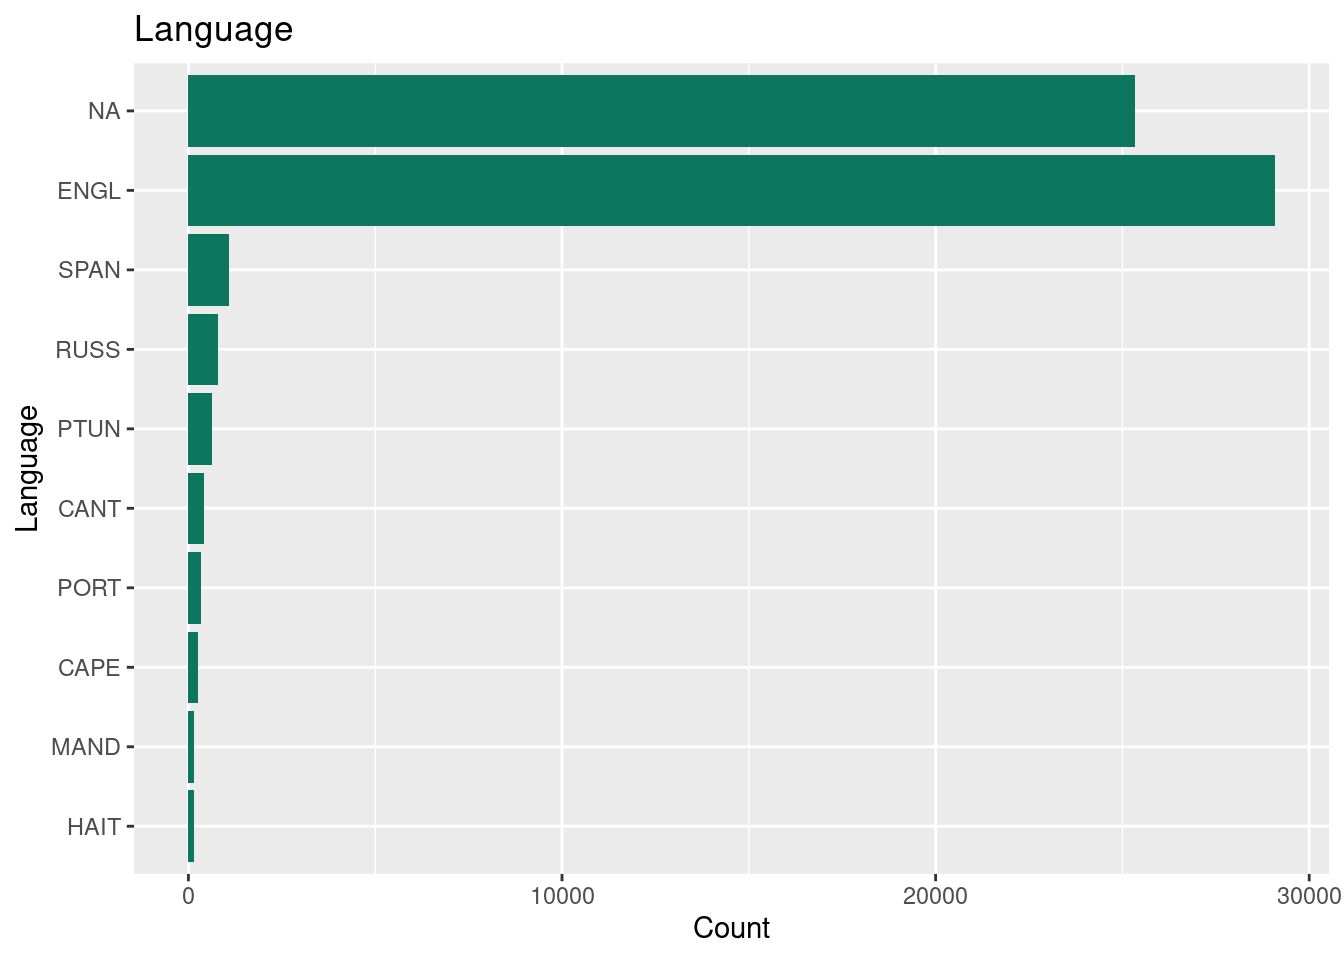 Language
NA
ENGL
SPAN
RUSS
PTUN
CANT
PORT
CAPE
MAND
HAIT
Language
0 10000 20000 30000
Count